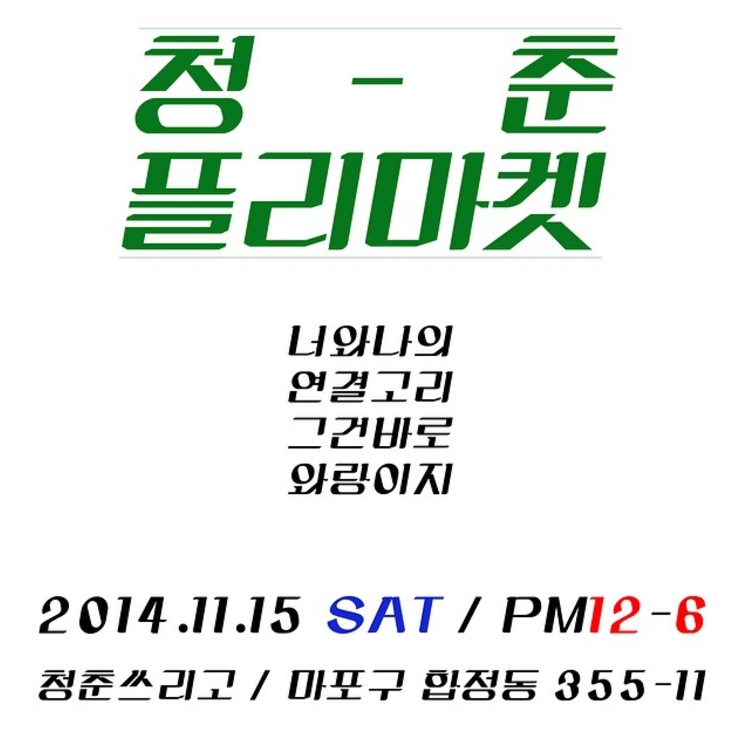 청 - 춘
플리마켓
너와나의
연결고리
그건바로
와랑이지
2014.11.15 SAT / PM12-6
청춘쓰리고 / 마포구 합정동 355-11